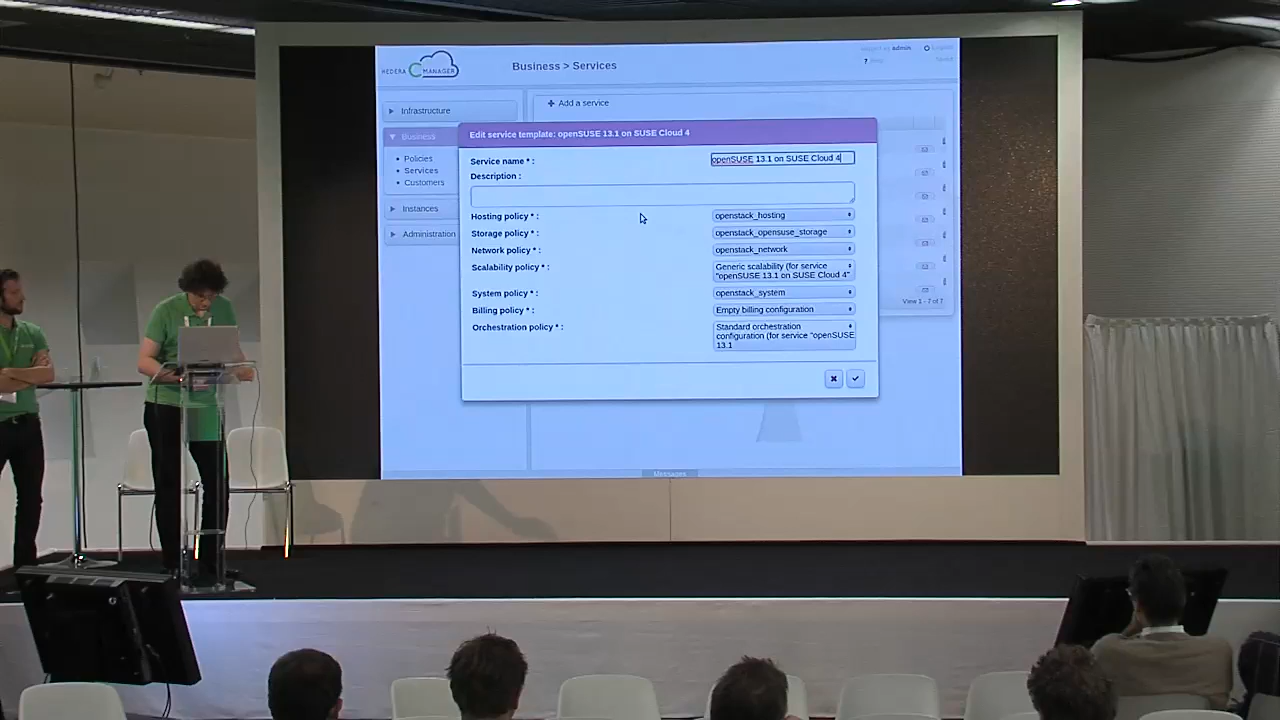 HEDERA MANAGER
Business > Services
admin
Infrastructure
Add a service
Business
Policies
Services
Customers
Instances
Administration
Edit service template: openSUSE 13.1 on SUSE Cloud 4
Service name * :
openSUSE 13.1 on SUSE Cloud 4
Description :
Hosting policy * :
openstack_hosting
Storage policy * :
openstack_opensuse_storage
Network policy * :
openstack_network
Scalability policy * :
Generic scalability (for service
"openSUSE 13.1 on SUSE Cloud 4"
System policy * :
openstack_system
Billing policy * :
Empty billing configuration
Orchestration policy * :
Standard orchestration
configuration (for service "openSUSE
13.1
View 1 - 7 of 7
Messages